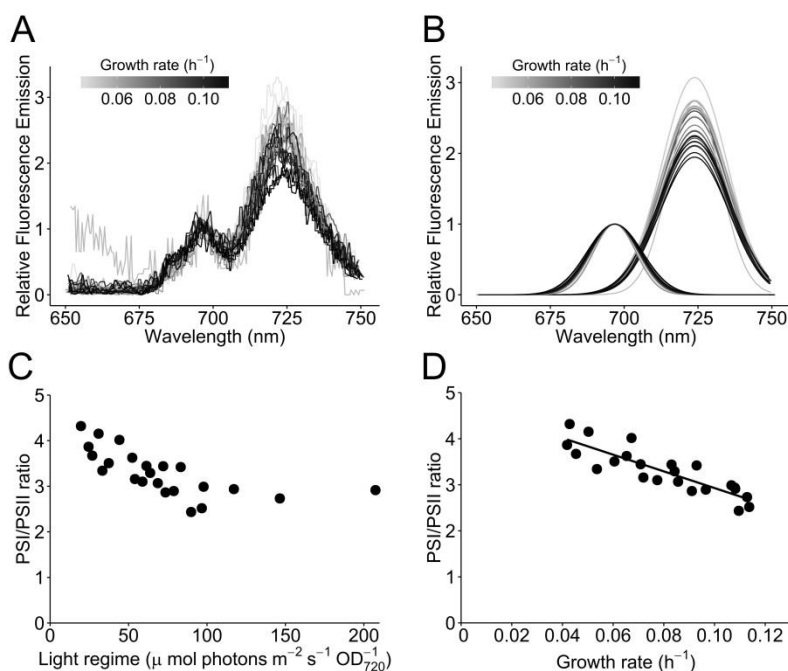 A
Growth rate (h⁻¹)
0.06 0.08 0.10
Relative Fluorescence Emission
3
2
1
0
650 675 700 725 750
Wavelength (nm)
B
Growth rate (h⁻¹)
0.06 0.08 0.10
Relative Fluorescence Emission
3
2
1
0
650 675 700 725 750
Wavelength (nm)
C
PSI/PSII ratio
5
4
3
2
1
0
0 50 100 150 200
Light regime (μ mol photons m⁻² s⁻¹ OD₇₂₀⁻¹)
D
PSI/PSII ratio
5
4
3
2
1
0
0 0.02 0.04 0.06 0.08 0.10 0.12
Growth rate (h⁻¹)